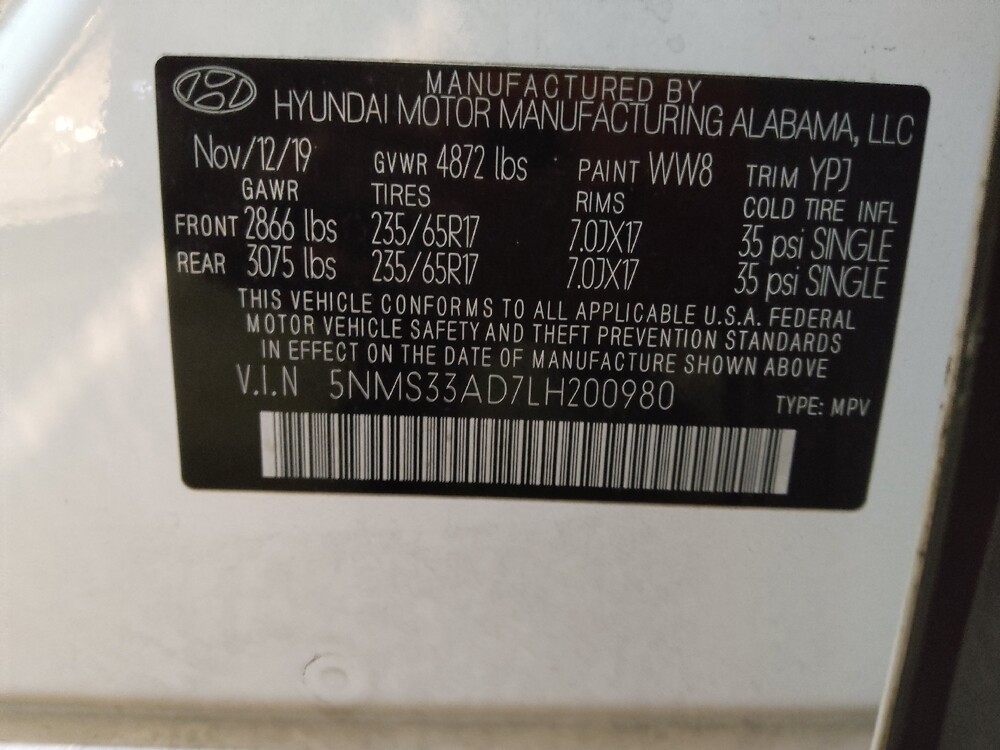 MANUFACTURED BY
HYUNDAI MOTOR MANUFACTURING ALABAMA, LLC
Nov/12/19 GVWR 4872 lbs PAINT WW8 TRIM YPJ
GAWR TIRES RIMS COLD TIRE INFL
FRONT 2866 lbs 235/65R17 7.0JX17 35 psi SINGLE
REAR 3075 lbs 235/65R17 7.0JX17 35 psi SINGLE
THIS VEHICLE CONFORMS TO ALL APPLICABLE U.S.A. FEDERAL
MOTOR VEHICLE SAFETY AND THEFT PREVENTION STANDARDS
IN EFFECT ON THE DATE OF MANUFACTURE SHOWN ABOVE
V.I.N 5NMS33AD7LH200980 TYPE: MPV